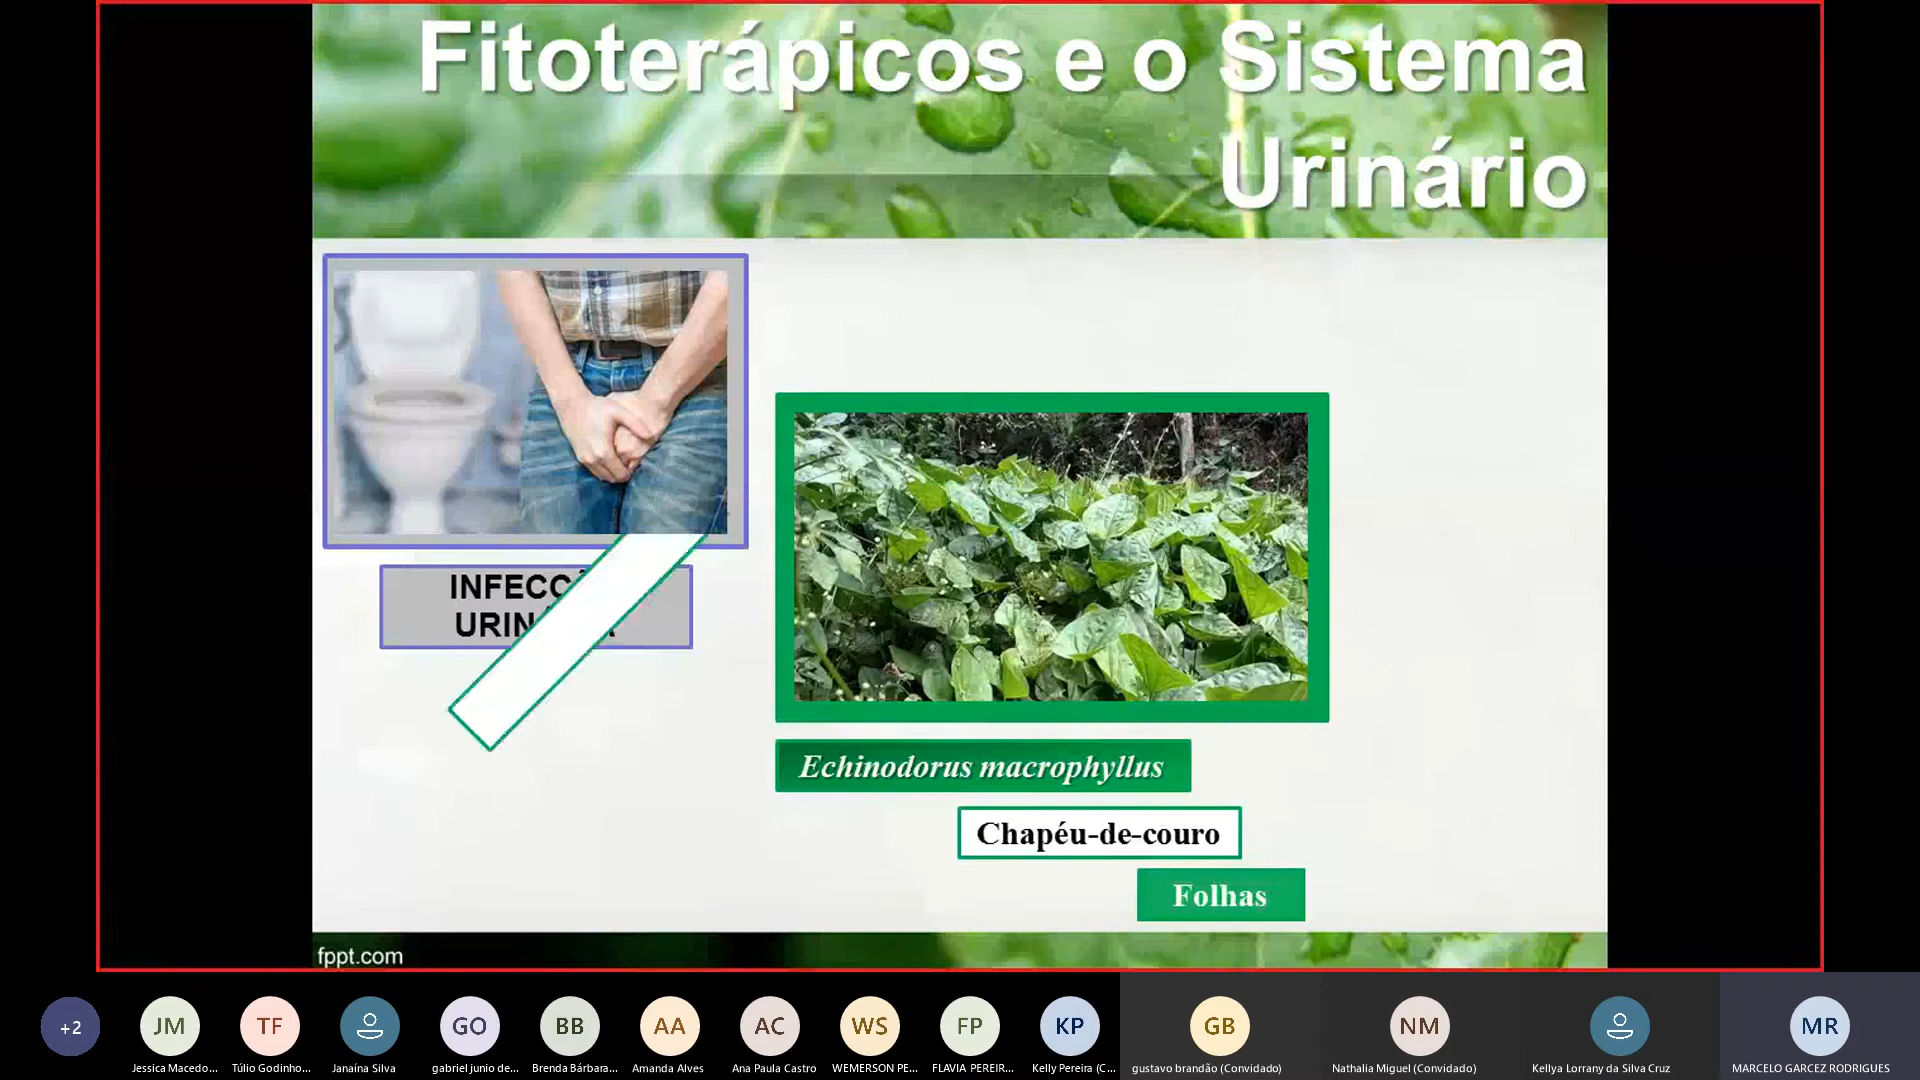 Fitoterápicos e o Sistema
Urinário
Echinodorus macrophyllus
Chapéu-de-couro
Folhas
fppt.com
+2
JM
TF
GO
BB
AA
AC
WS
FP
KP
GB
NM
MR
Jessica Macedo...
Túlio Godinho...
Janaína Silva
gabriel junio de...
Brenda Bárbara...
Amanda Alves
Ana Paula Castro
WEMERSON PE...
FLAVIA PEREIR...
Kelly Pereira (C...
gustavo brandão (Convidado)
Nathalia Miguel (Convidado)
Kellya Lorrany da Silva Cruz
MARCELO GARCEZ RODRIGUES